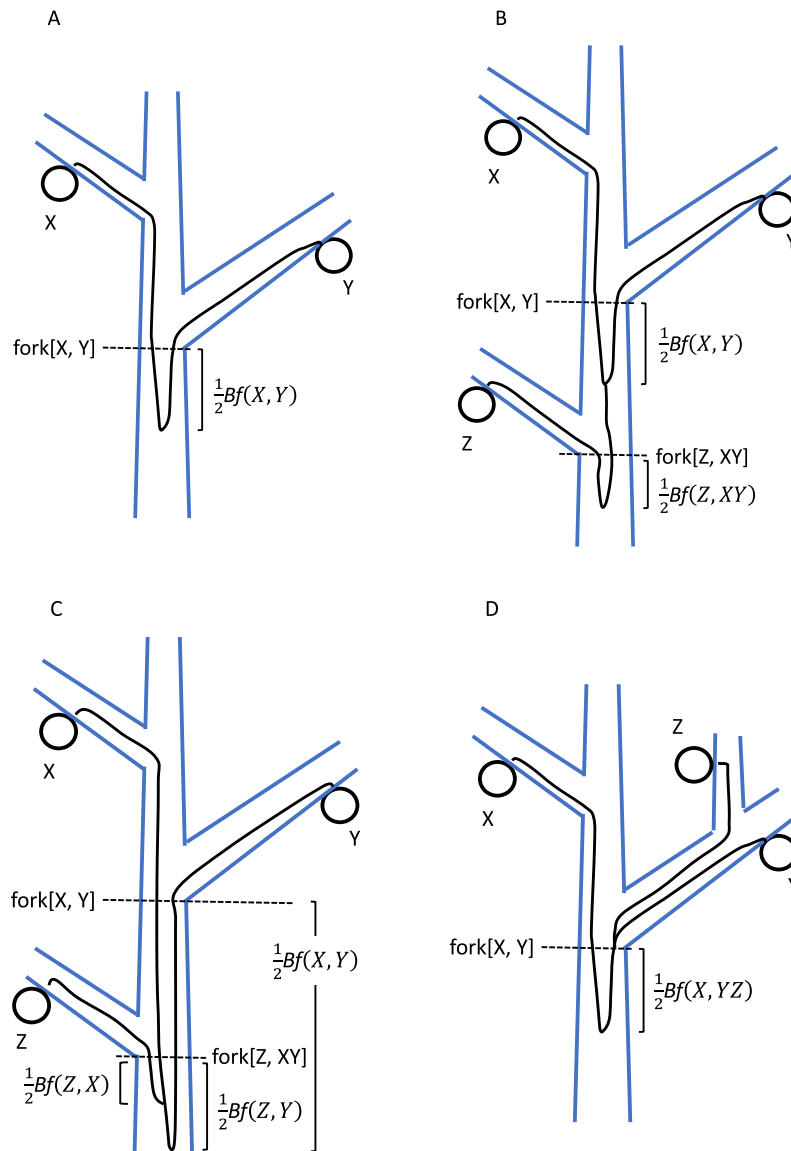 A
B
X
Y
fork[X, Y]
½Bf(X, Y)
X
Y
fork[X, Y]
½Bf(X, Y)
Z
fork[Z, XY]
½Bf(Z, XY)
C
D
X
Y
fork[X, Y]
½Bf(X, Y)
Z
fork[Z, XY]
½Bf(Z, X)
½Bf(Z, Y)
Z
X
Y
fork[X, Y]
½Bf(X, YZ)